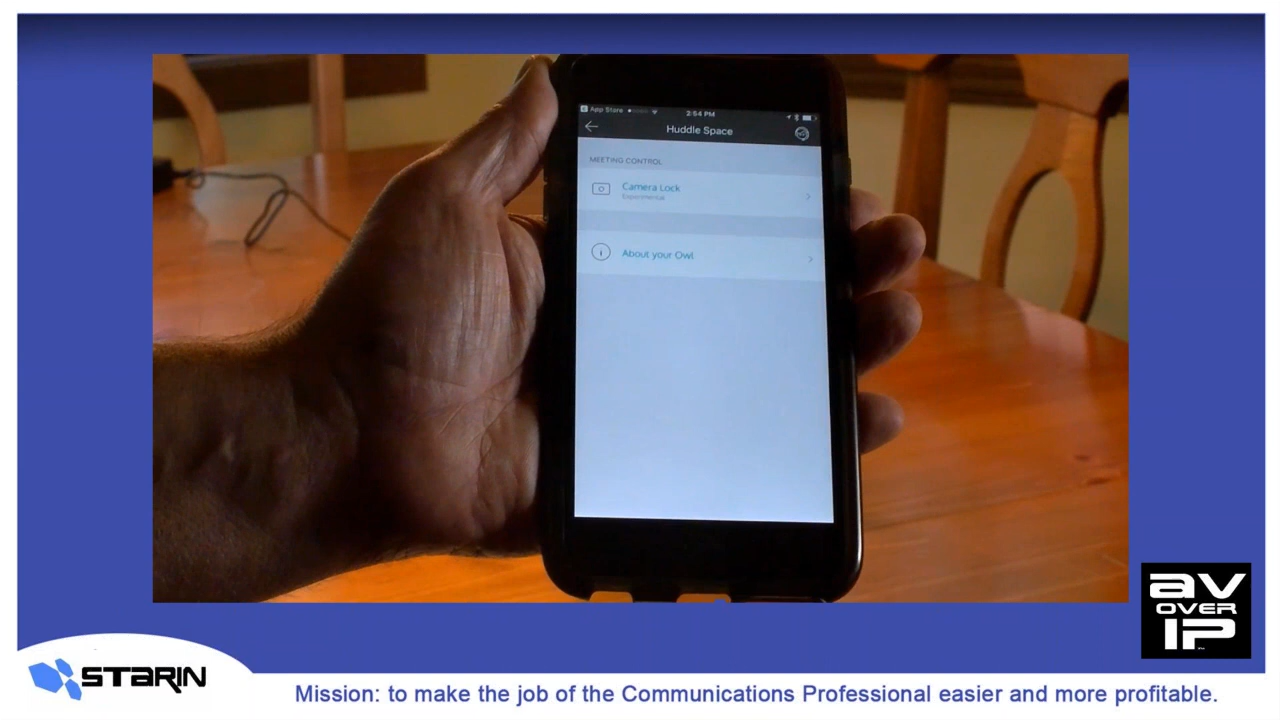 App Store
2:54 PM
Huddle Space
MEETING CONTROL
Camera Lock
Experimental
About your Owl
AV
OVER
IP
STARIN
Mission: to make the job of the Communications Professional easier and more profitable.